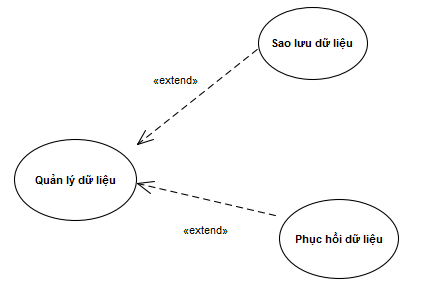 Sao lưu dữ liệu
«extend»
Quản lý dữ liệu
«extend»
Phục hồi dữ liệu